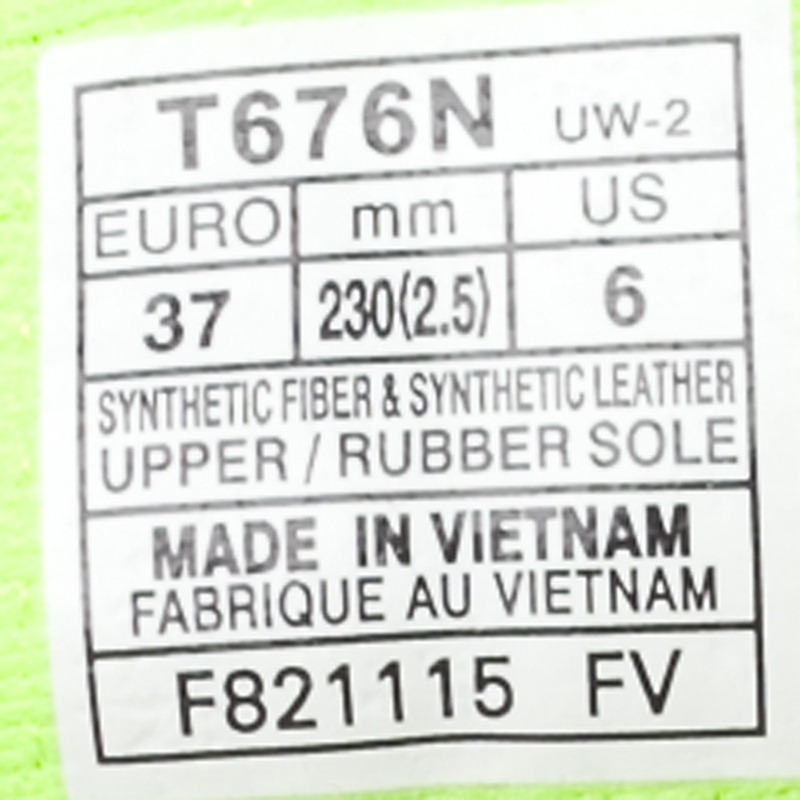 T676N UW-2
EURO mm US
37 230(2.5) 6
SYNTHETIC FIBER & SYNTHETIC LEATHER
UPPER / RUBBER SOLE
MADE IN VIETNAM
FABRIQUE AU VIETNAM
F821115 FV